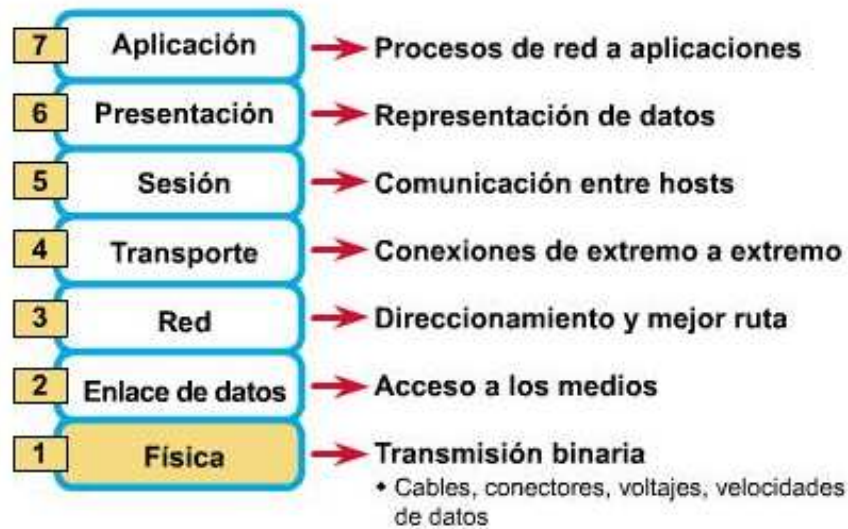 7 Aplicación Procesos de red a aplicaciones
6 Presentación Representación de datos
5 Sesión Comunicación entre hosts
4 Transporte Conexiones de extremo a extremo
3 Red Direccionamiento y mejor ruta
2 Enlace de datos Acceso a los medios
1 Física Transmisión binaria
• Cables, conectores, voltajes, velocidades
de datos